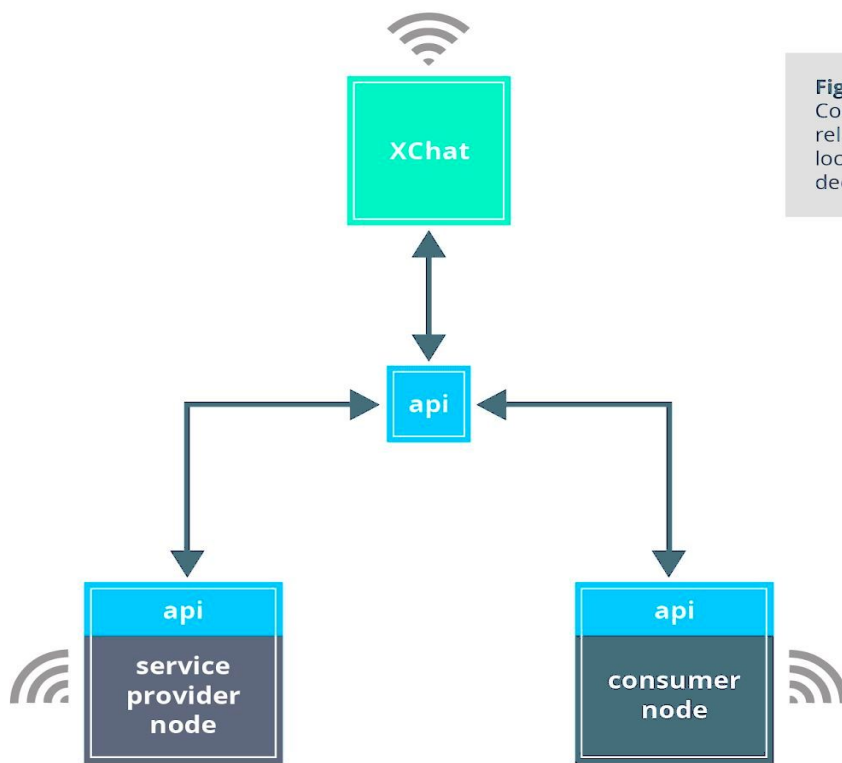 XChat
api
api
service
provider
node
api
consumer
node